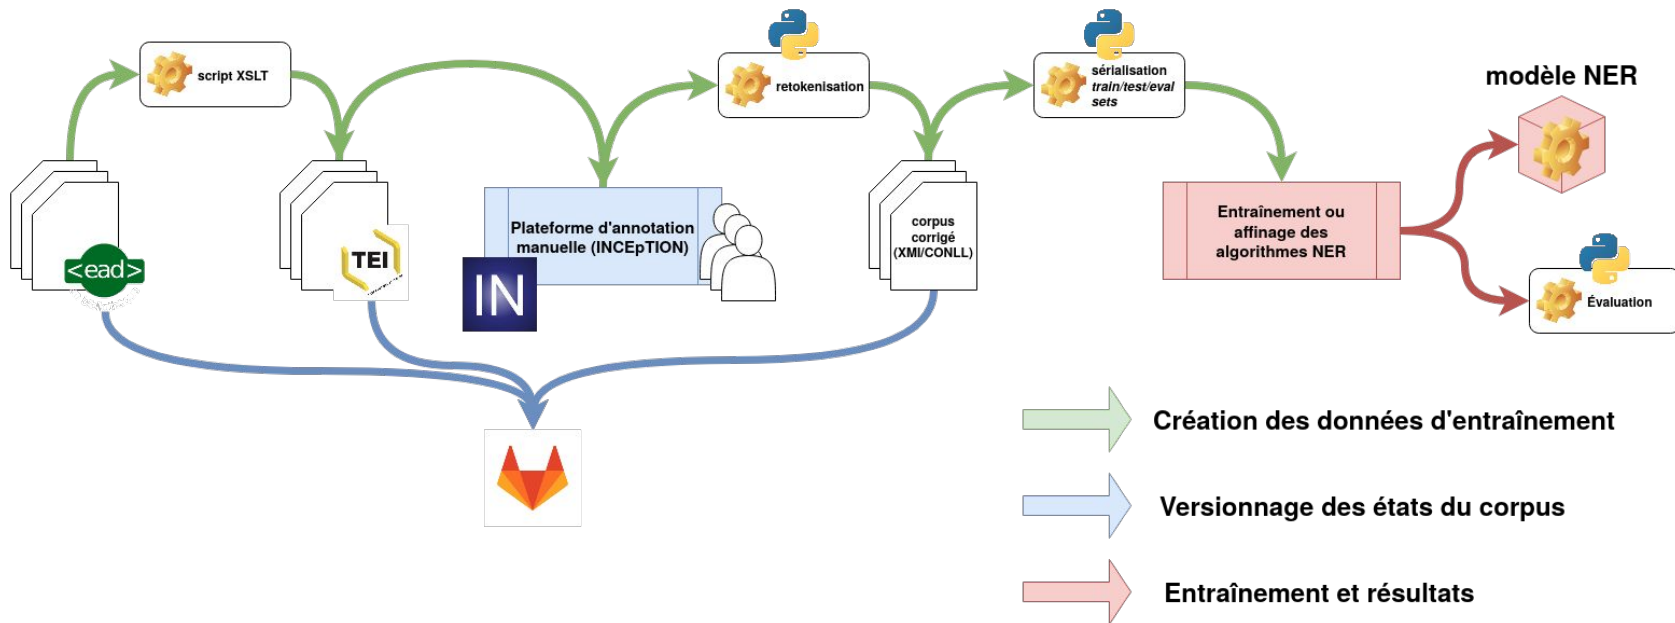 script XSLT
retokenisation
sérialisation
train/test/eval
sets
modèle NER
<ead>
TEI
Plateforme d'annotation
manuelle (INCEpTION)
IN
corpus
corrigé
(XMI/CONLL)
Entraînement ou
affinage des
algorithmes NER
Évaluation
Création des données d'entraînement
Versionnage des états du corpus
Entraînement et résultats